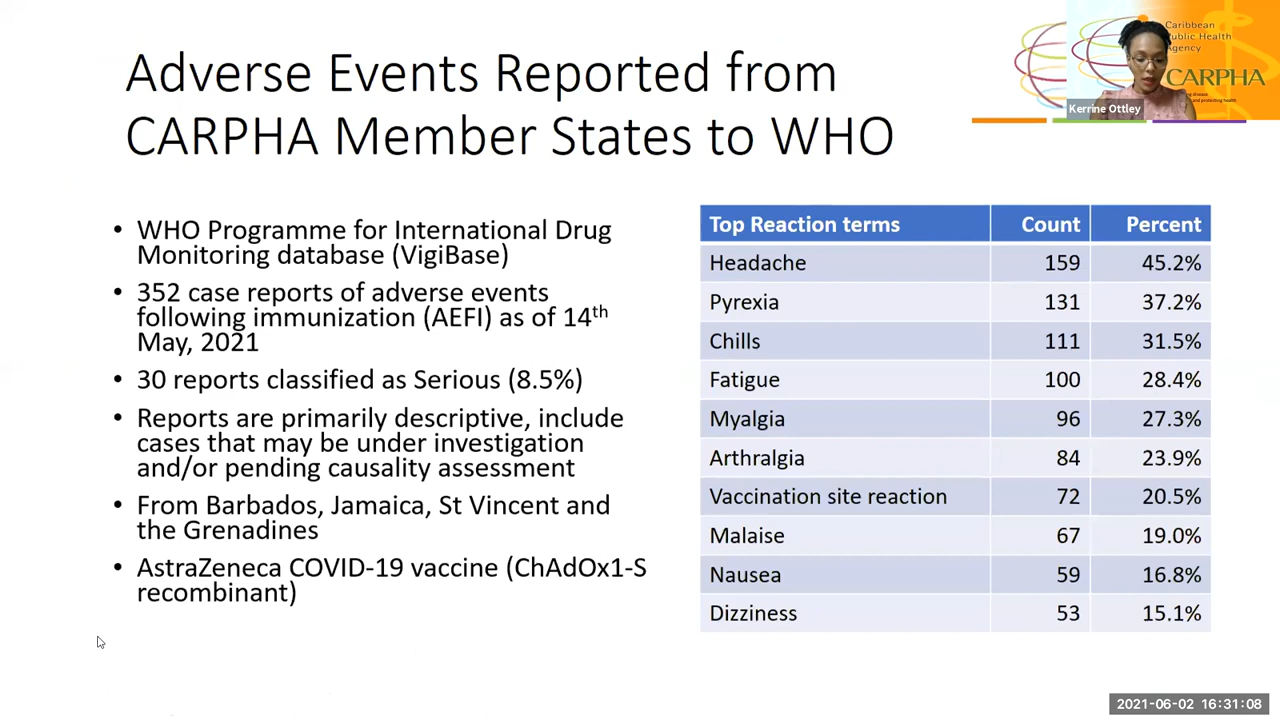 Adverse Events Reported from
CARPHA Member States to WHO
Caribbean
Public Health
Agency
CARPHA
and protecting health
Kerrine Ottley
• WHO Programme for International Drug
Monitoring database (VigiBase)
• 352 case reports of adverse events
following immunization (AEFI) as of 14th
May, 2021
• 30 reports classified as Serious (8.5%)
• Reports are primarily descriptive, include
cases that may be under investigation
and/or pending causality assessment
• From Barbados, Jamaica, St Vincent and
the Grenadines
• AstraZeneca COVID-19 vaccine (ChAdOx1-S
recombinant)
Top Reaction terms Count Percent
Headache 159 45.2%
Pyrexia 131 37.2%
Chills 111 31.5%
Fatigue 100 28.4%
Myalgia 96 27.3%
Arthralgia 84 23.9%
Vaccination site reaction 72 20.5%
Malaise 67 19.0%
Nausea 59 16.8%
Dizziness 53 15.1%
2021-06-02 16:31:08